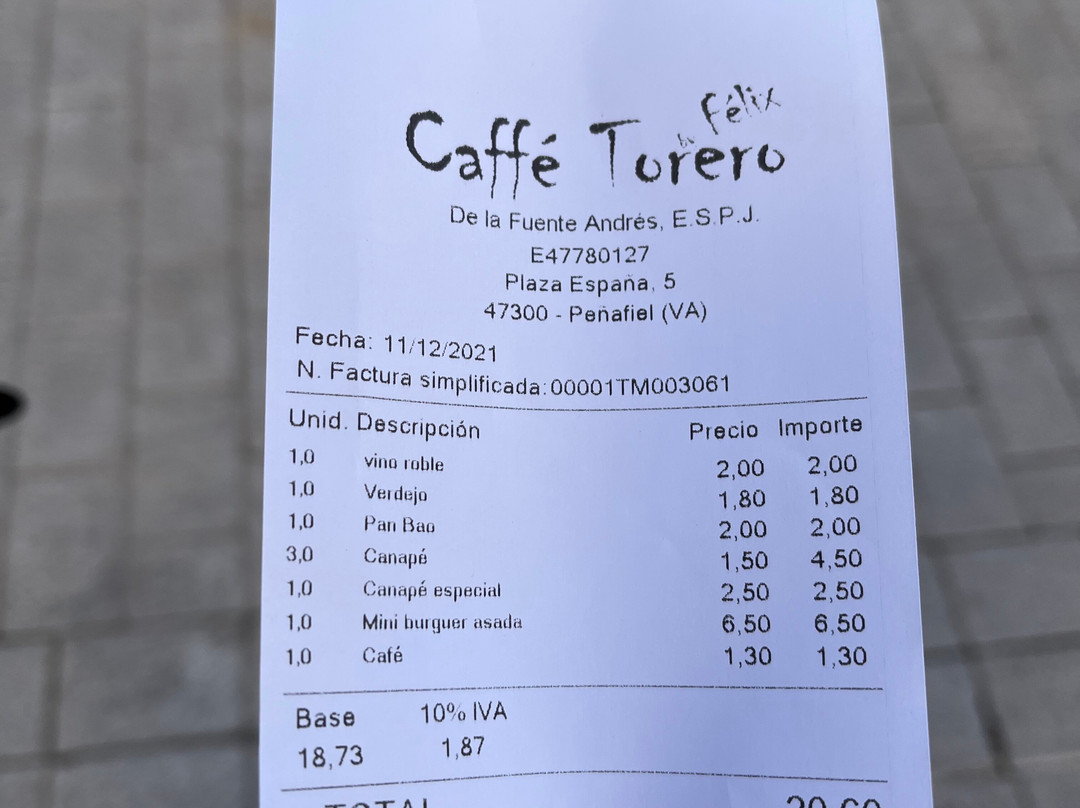 Caffé Torero by Félix
De la Fuente Andrés, E.S.P.J.
E47780127
Plaza España, 5
47300 - Peñafiel (VA)
Fecha: 11/12/2021
N. Factura simplificada:00001TM003061
Unid. Descripción Precio Importe
1,0 vino roble 2,00 2,00
1,0 Verdejo 1,80 1,80
1,0 Pan Bao 2,00 2,00
3,0 Canapé 1,50 4,50
1,0 Canapé especial 2,50 2,50
1,0 Mini burguer asada 6,50 6,50
1,0 Café 1,30 1,30
Base 10% IVA
18,73 1,87
TOTAL 20,60